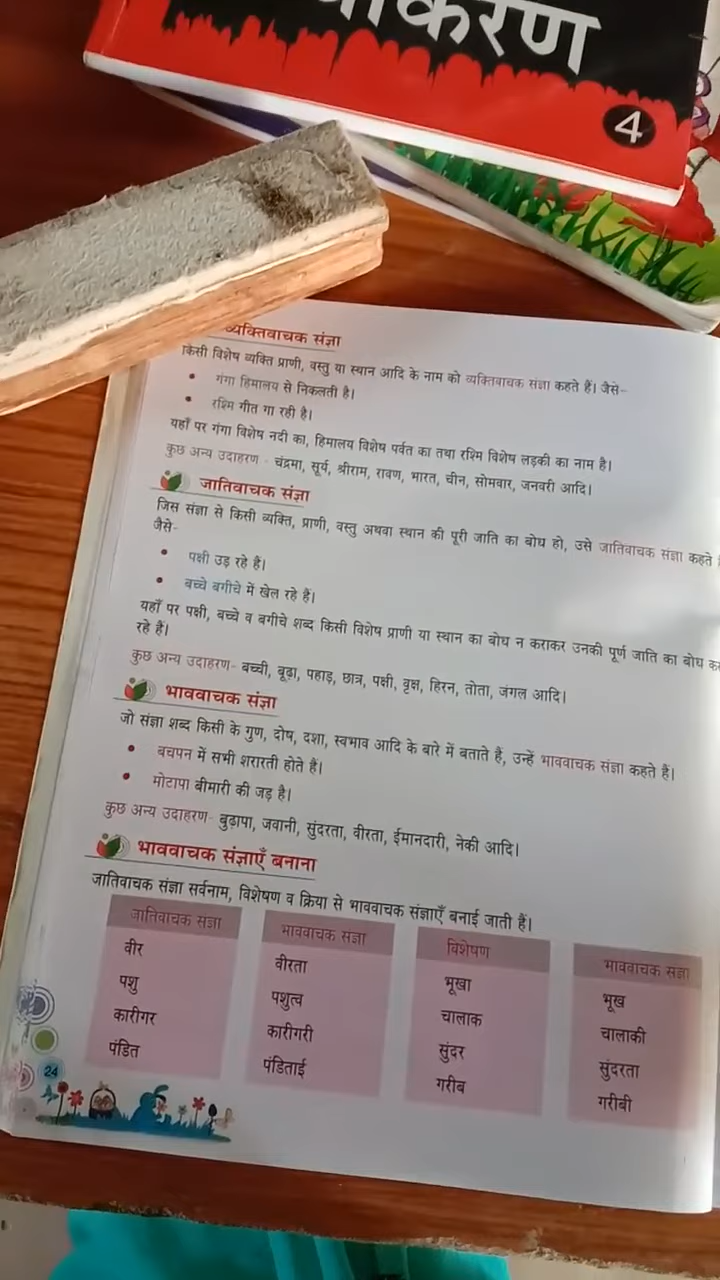 4
व्यक्तिवाचक संज्ञा
किसी विशेष व्यक्ति प्राणी, वस्तु या स्थान आदि के नाम को व्यक्तिवाचक संज्ञा कहते हैं। जैसे-
• गंगा हिमालय से निकलती है।
• रश्मि गीत गा रही है।
यहाँ पर गंगा विशेष नदी का, हिमालय विशेष पर्वत का तथा रश्मि विशेष लड़की का नाम है।
कुछ अन्य उदाहरण - चंद्रमा, सूर्य, श्रीराम, रावण, भारत, चीन, सोमवार, जनवरी आदि।
जातिवाचक संज्ञा
जिस संज्ञा से किसी व्यक्ति, प्राणी, वस्तु अथवा स्थान की पूरी जाति का बोध हो, उसे जातिवाचक संज्ञा कहते
जैसे-
• पक्षी उड़ रहे हैं।
• बच्चे बगीचे में खेल रहे हैं।
यहाँ पर पक्षी, बच्चे व बगीचे शब्द किसी विशेष प्राणी या स्थान का बोध न कराकर उनकी पूर्ण जाति का बोध
रहे हैं।
कुछ अन्य उदाहरण- बच्ची, बूढ़ा, पहाड़, छात्र, पक्षी, वृक्ष, हिरन, तोता, जंगल आदि।
भाववाचक संज्ञा
जो संज्ञा शब्द किसी के गुण, दोष, दशा, स्वभाव आदि के बारे में बताते हैं, उन्हें भाववाचक संज्ञा कहते हैं।
• बचपन में सभी शरारती होते हैं।
• मोटापा बीमारी की जड़ है।
कुछ अन्य उदाहरण- बुढ़ापा, जवानी, सुंदरता, वीरता, ईमानदारी, नेकी आदि।
भाववाचक संज्ञाएँ बनाना
जातिवाचक संज्ञा सर्वनाम, विशेषण व क्रिया से भाववाचक संज्ञाएँ बनाई जाती हैं।
जातिवाचक संज्ञा भाववाचक संज्ञा विशेषण भाववाचक संज्ञा
वीर वीरता भूखा भूख
पशु पशुत्व चालाक चालाकी
कारीगर कारीगरी सुंदर सुंदरता
पंडित पंडिताई गरीब गरीबी
24